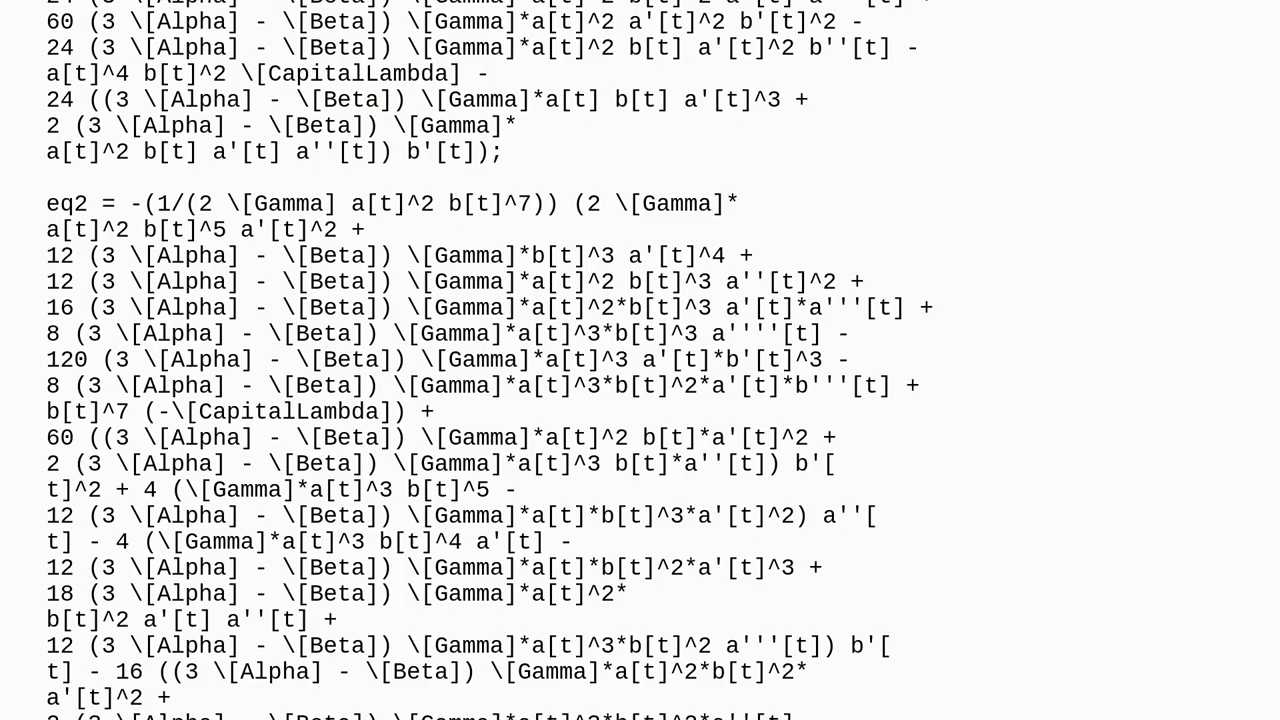 24 (3 \[Alpha] - \[Beta]) \[Gamma]*a[t]^2 b[t]^2 a'[t] a'''[t] +
60 (3 \[Alpha] - \[Beta]) \[Gamma]*a[t]^2 a'[t]^2 b'[t]^2 -
24 (3 \[Alpha] - \[Beta]) \[Gamma]*a[t]^2 b[t] a'[t]^2 b''[t] -
a[t]^4 b[t]^2 \[CapitalLambda] -
24 ((3 \[Alpha] - \[Beta]) \[Gamma]*a[t] b[t] a'[t]^3 +
2 (3 \[Alpha] - \[Beta]) \[Gamma]*
a[t]^2 b[t] a'[t] a''[t]) b'[t]);
eq2 = -(1/(2 \[Gamma] a[t]^2 b[t]^7)) (2 \[Gamma]*
a[t]^2 b[t]^5 a'[t]^2 +
12 (3 \[Alpha] - \[Beta]) \[Gamma]*b[t]^3 a'[t]^4 +
12 (3 \[Alpha] - \[Beta]) \[Gamma]*a[t]^2 b[t]^3 a''[t]^2 +
16 (3 \[Alpha] - \[Beta]) \[Gamma]*a[t]^2*b[t]^3 a'[t]*a'''[t] +
8 (3 \[Alpha] - \[Beta]) \[Gamma]*a[t]^3*b[t]^3 a''''[t] -
120 (3 \[Alpha] - \[Beta]) \[Gamma]*a[t]^3 a'[t]*b'[t]^3 -
8 (3 \[Alpha] - \[Beta]) \[Gamma]*a[t]^3*b[t]^2*a'[t]*b'''[t] +
b[t]^7 (-\[CapitalLambda]) +
60 ((3 \[Alpha] - \[Beta]) \[Gamma]*a[t]^2 b[t]*a'[t]^2 +
2 (3 \[Alpha] - \[Beta]) \[Gamma]*a[t]^3 b[t]*a''[t]) b'[
t]^2 + 4 (\[Gamma]*a[t]^3 b[t]^5 -
12 (3 \[Alpha] - \[Beta]) \[Gamma]*a[t]*b[t]^3*a'[t]^2) a''[
t] - 4 (\[Gamma]*a[t]^3 b[t]^4 a'[t] -
12 (3 \[Alpha] - \[Beta]) \[Gamma]*a[t]*b[t]^2*a'[t]^3 +
18 (3 \[Alpha] - \[Beta]) \[Gamma]*a[t]^2*
b[t]^2 a'[t] a''[t] +
12 (3 \[Alpha] - \[Beta]) \[Gamma]*a[t]^3*b[t]^2 a'''[t]) b'[
t] - 16 ((3 \[Alpha] - \[Beta]) \[Gamma]*a[t]^2*b[t]^2*
a'[t]^2 +